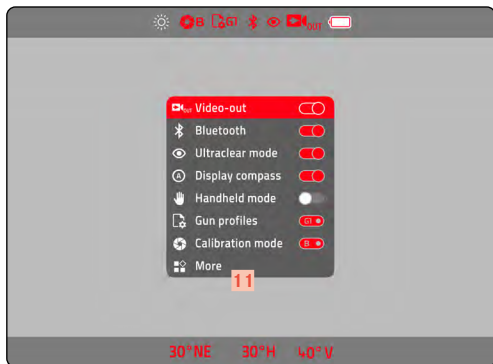 B G1 OUT
OUT Video-out
Bluetooth
Ultraclear mode
A Display compass
Handheld mode
Gun profiles G1
Calibration mode B
More
11
30°NE 30°H 40°V